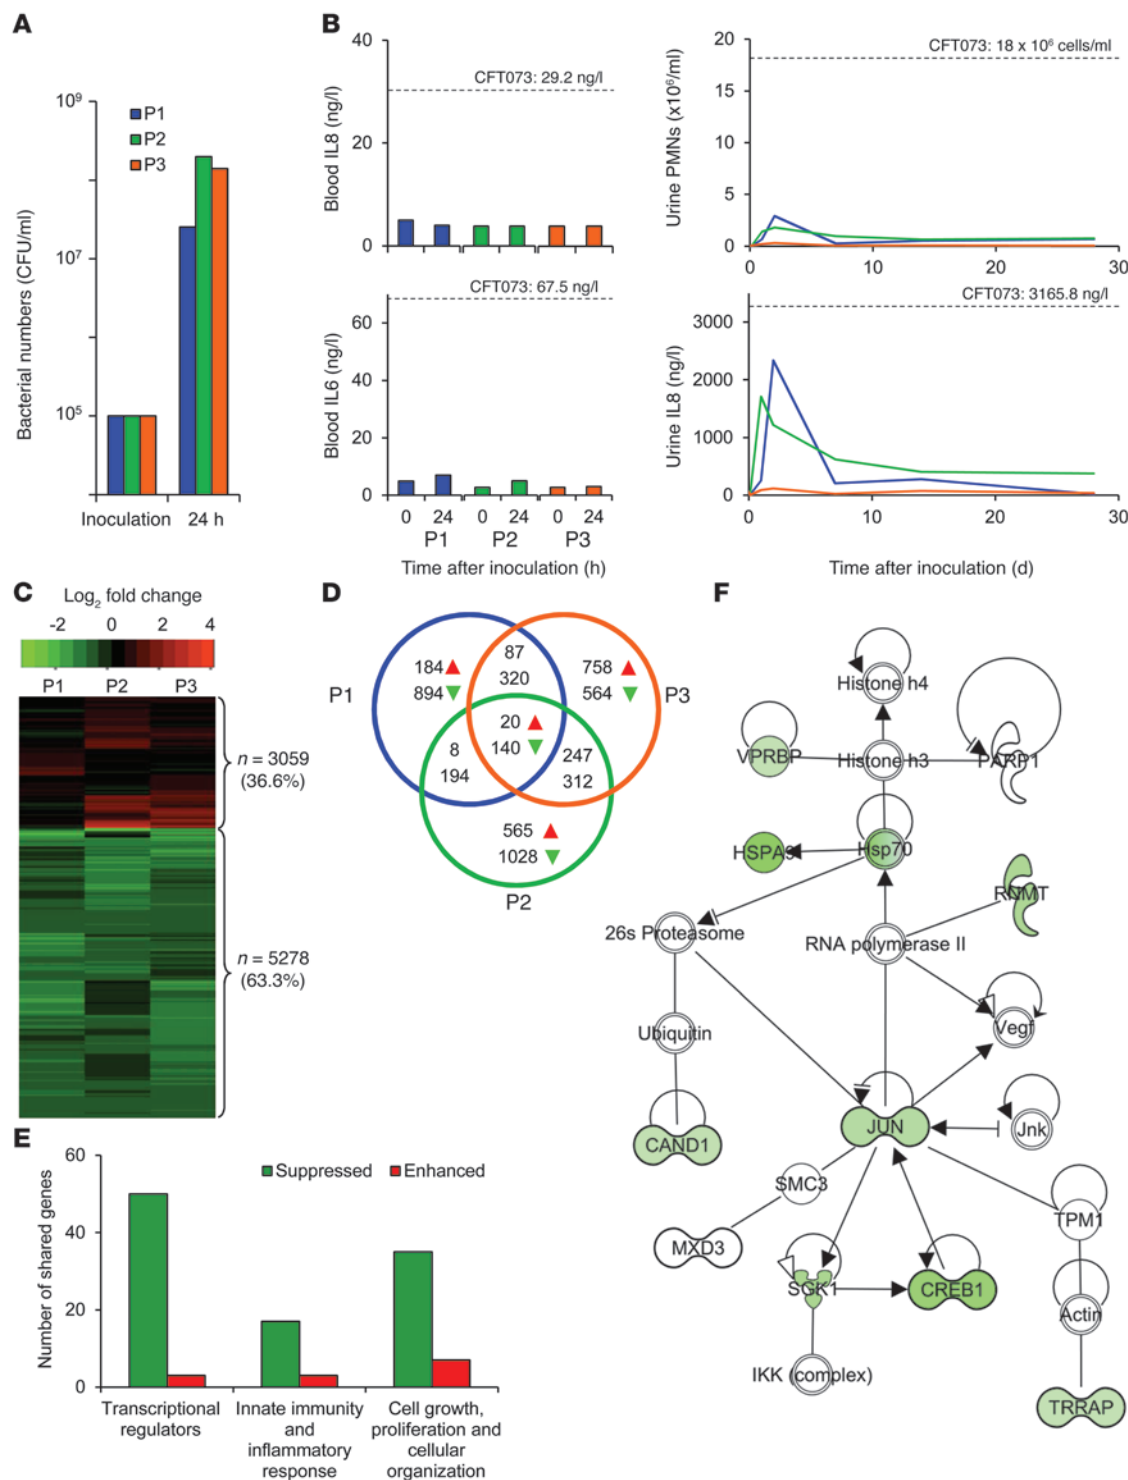 A
Bacterial numbers (CFU/ml)
10⁹
10⁷
10⁵
P1
P2
P3
Inoculation
24 h
B
Blood IL8 (ng/l)
40
30
20
10
0
CFT073: 29.2 ng/l
Urine PMNs (x10⁶/ml)
20
15
10
5
0
CFT073: 18 x 10⁶ cells/ml
0
10
20
30
Blood IL6 (ng/l)
60
40
20
0
CFT073: 67.5 ng/l
0
24
0
24
0
24
P1
P2
P3
Time after inoculation (h)
Urine IL8 (ng/l)
3000
2000
1000
0
CFT073: 3165.8 ng/l
0
10
20
30
Time after inoculation (d)
C
Log₂ fold change
-2
0
2
4
P1
P2
P3
n = 3059
(36.6%)
n = 5278
(63.3%)
D
P1
P3
P2
184
894
87
320
758
564
20
140
8
194
247
312
565
1028
E
Number of shared genes
60
40
20
0
Suppressed
Enhanced
Transcriptional
regulators
Innate immunity
and
inflammatory
response
Cell growth,
proliferation and
cellular
organization
F
Histone h4
VPRBP
Histone h3
PARP1
Hsp70
RNMT
26s Proteasome
RNA polymerase II
Ubiquitin
Vegf
CAND1
JUN
Jnk
SMC3
TPM1
MXD3
SGK1
CREB1
Actin
IKK (complex)
TRRAP